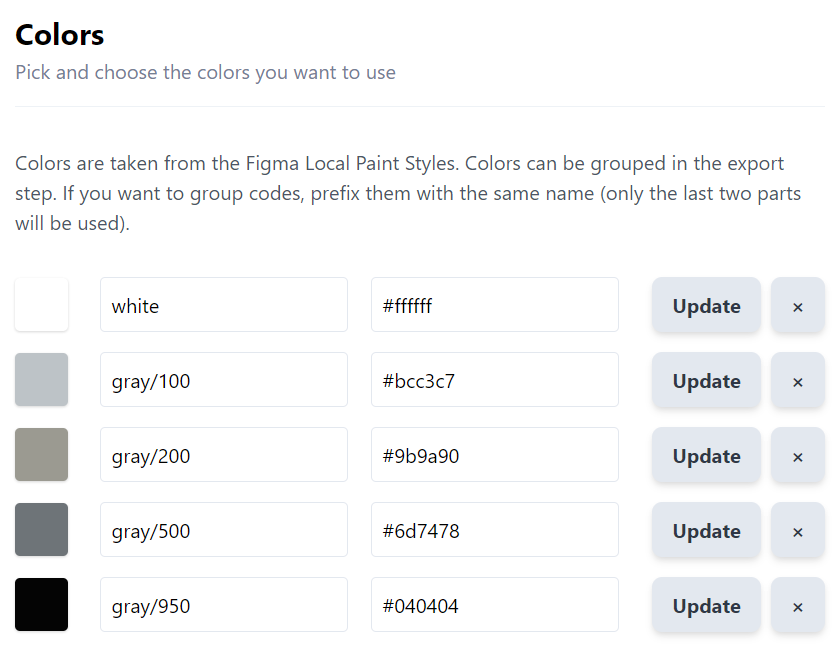 Colors
Pick and choose the colors you want to use
Colors are taken from the Figma Local Paint Styles. Colors can be grouped in the export
step. If you want to group codes, prefix them with the same name (only the last two parts
will be used).
white #ffffff Update ×
gray/100 #bcc3c7 Update ×
gray/200 #9b9a90 Update ×
gray/500 #6d7478 Update ×
gray/950 #040404 Update ×